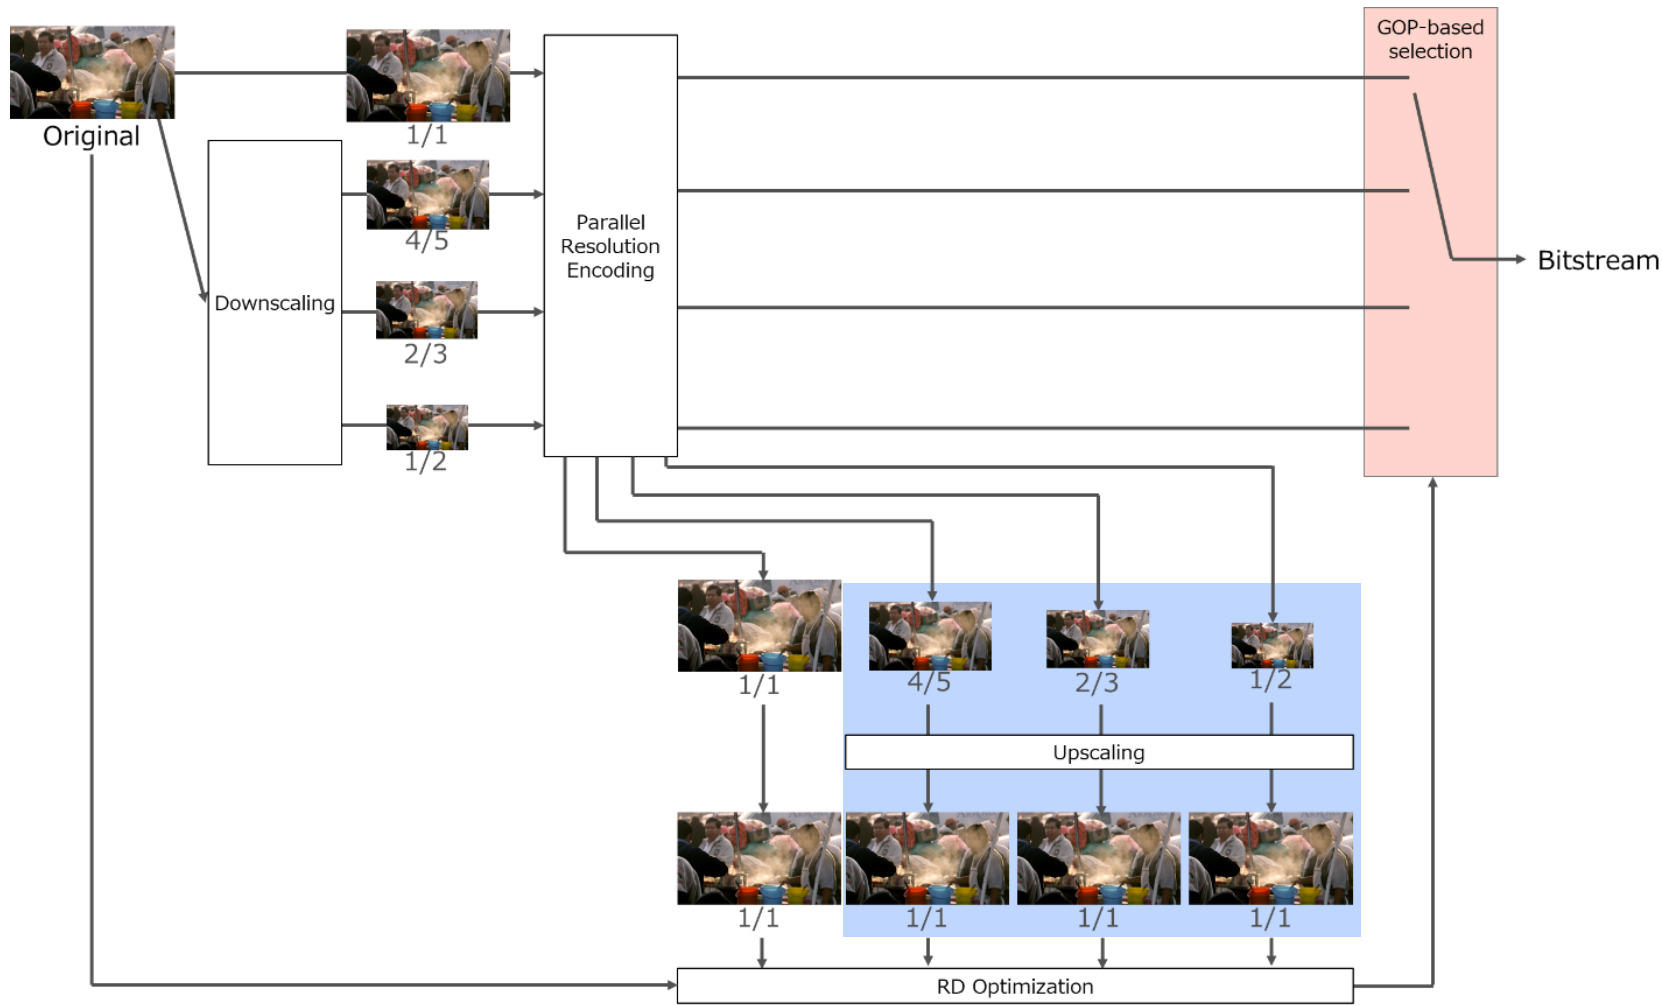 GOP-based
selection
Original
1/1
4/5
2/3
1/2
Downscaling
Parallel
Resolution
Encoding
Bitstream
1/1
4/5
2/3
1/2
Upscaling
1/1
1/1
1/1
1/1
RD Optimization